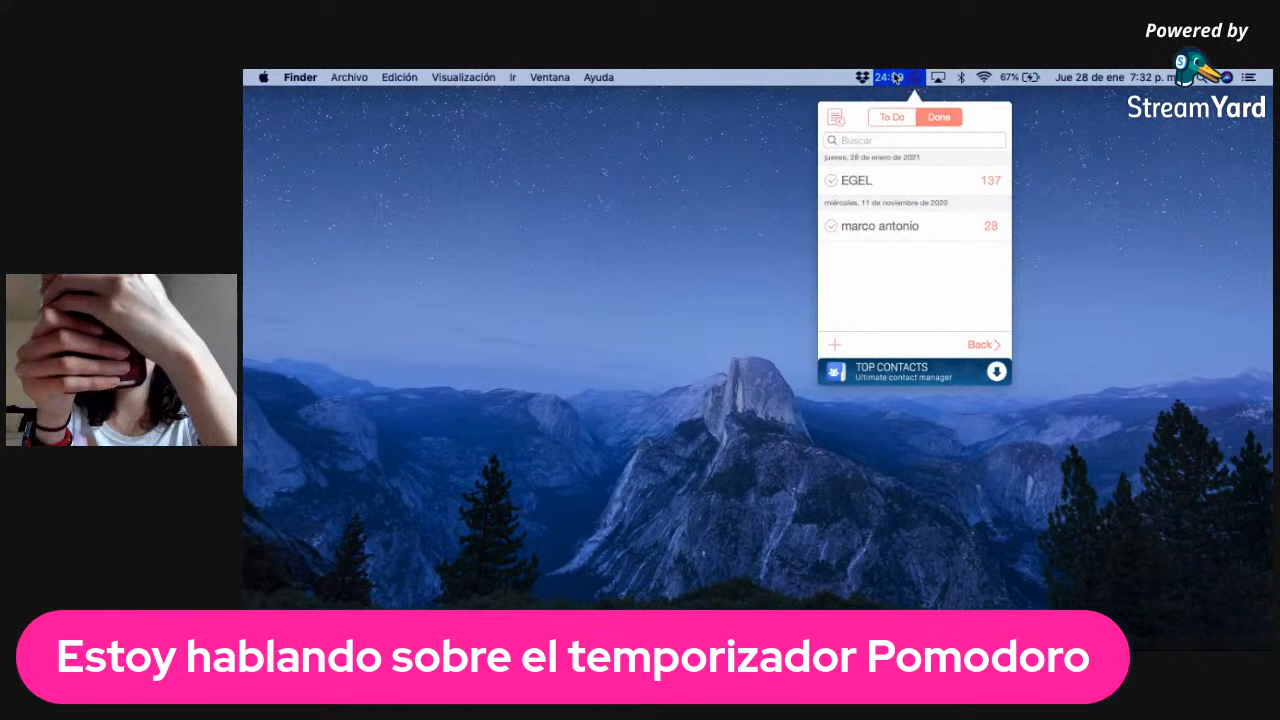 Powered by
StreamYard
Finder Archivo Edición Visualización Ir Ventana Ayuda
67% Jue 28 de ene 7:32 p. m
To Do Done
Buscar
jueves, 28 de enero de 2021
EGEL 137
miércoles, 11 de noviembre de 2020
marco antonio 28
Back
TOP CONTACTS
Ultimate contact manager
Estoy hablando sobre el temporizador Pomodoro